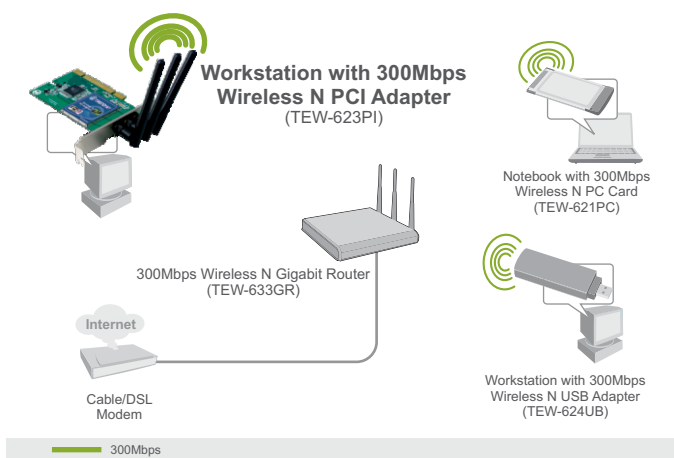 Workstation with 300Mbps
Wireless N PCI Adapter
(TEW-623PI)
Notebook with 300Mbps
Wireless N PC Card
(TEW-621PC)
300Mbps Wireless N Gigabit Router
(TEW-633GR)
Internet
Cable/DSL
Modem
Workstation with 300Mbps
Wireless N USB Adapter
(TEW-624UB)
300Mbps